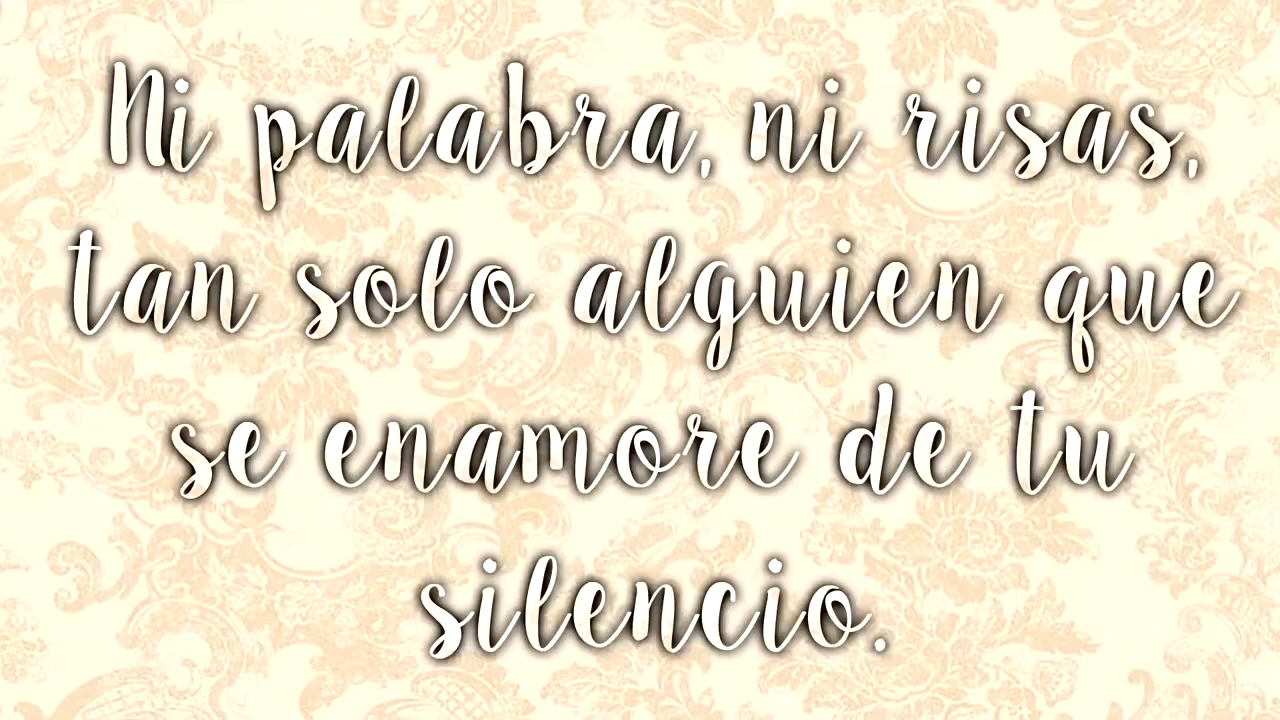 Ni palabra, ni risas,
tan solo alguien que
se enamore de tu
silencio.